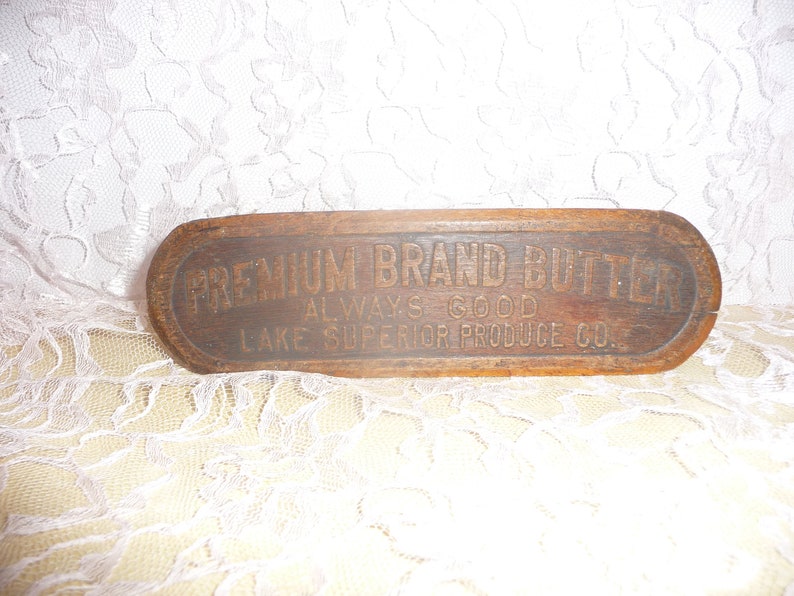 PREMIUM BRAND BUTTER
ALWAYS GOOD
LAKE SUPERIOR PRODUCE CO.